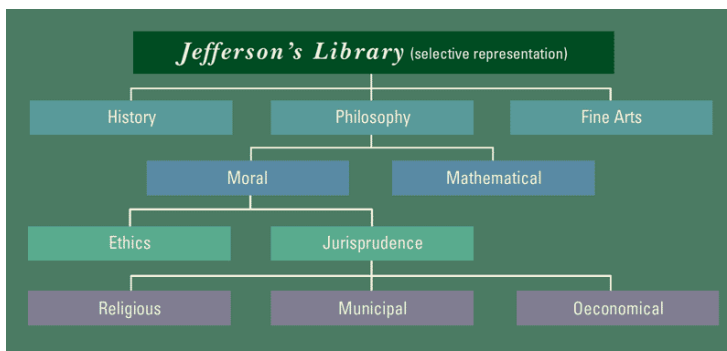 Jefferson's Library (selective representation)
History Philosophy Fine Arts
Moral Mathematical
Ethics Jurisprudence
Religious Municipal Oeconomical